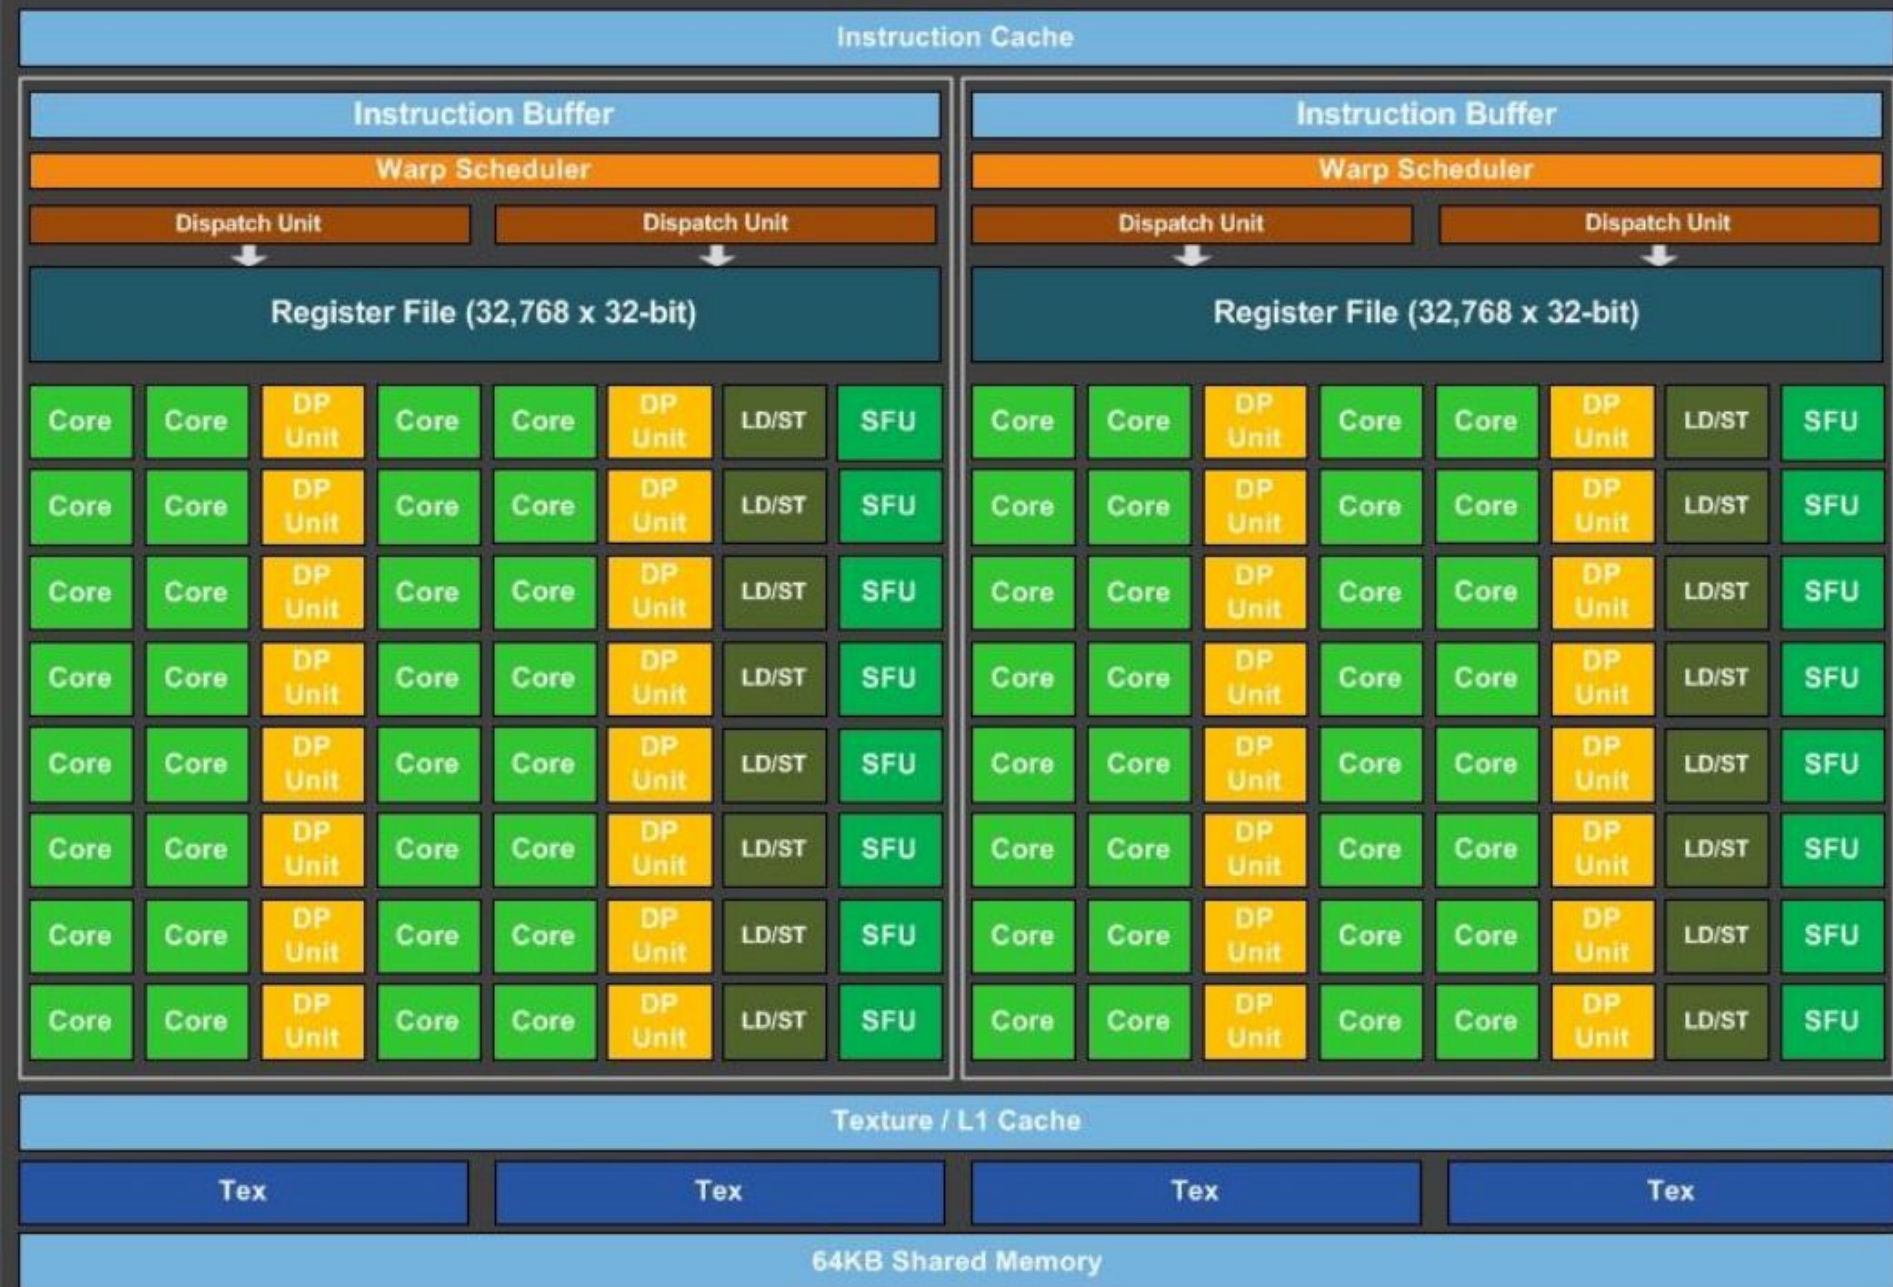 Instruction Cache
Instruction Buffer Instruction Buffer
Warp Scheduler Warp Scheduler
Dispatch Unit Dispatch Unit Dispatch Unit Dispatch Unit
Register File (32,768 x 32-bit) Register File (32,768 x 32-bit)
Core Core DP Unit Core Core DP Unit LD/ST SFU Core Core DP Unit Core Core DP Unit LD/ST SFU
Core Core DP Unit Core Core DP Unit LD/ST SFU Core Core DP Unit Core Core DP Unit LD/ST SFU
Core Core DP Unit Core Core DP Unit LD/ST SFU Core Core DP Unit Core Core DP Unit LD/ST SFU
Core Core DP Unit Core Core DP Unit LD/ST SFU Core Core DP Unit Core Core DP Unit LD/ST SFU
Core Core DP Unit Core Core DP Unit LD/ST SFU Core Core DP Unit Core Core DP Unit LD/ST SFU
Core Core DP Unit Core Core DP Unit LD/ST SFU Core Core DP Unit Core Core DP Unit LD/ST SFU
Core Core DP Unit Core Core DP Unit LD/ST SFU Core Core DP Unit Core Core DP Unit LD/ST SFU
Core Core DP Unit Core Core DP Unit LD/ST SFU Core Core DP Unit Core Core DP Unit LD/ST SFU
Texture / L1 Cache
Tex Tex Tex Tex
64KB Shared Memory